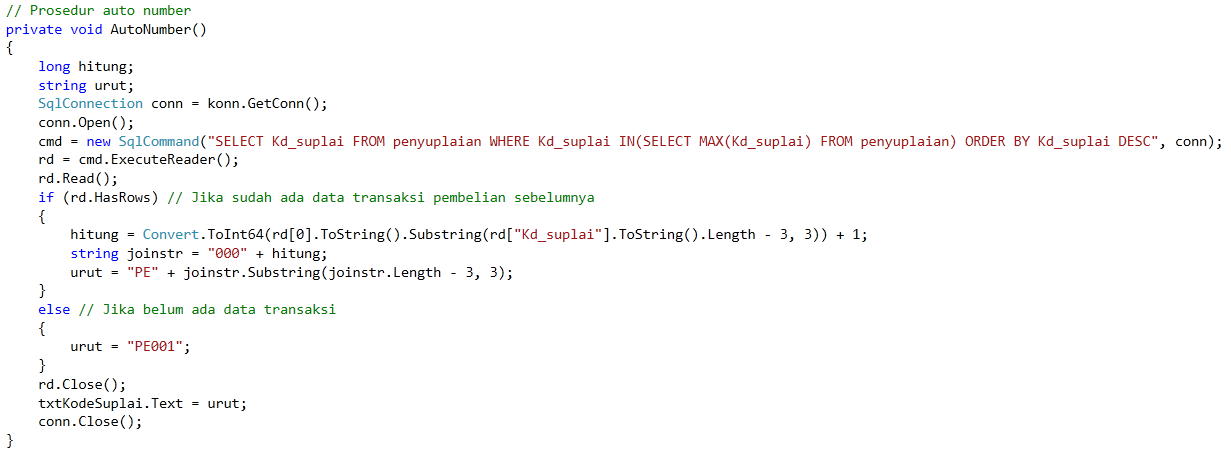 // Prosedur auto number
private void AutoNumber()
{
    long hitung;
    string urut;
    SqlConnection conn = konn.GetConn();
    conn.Open();
    cmd = new SqlCommand("SELECT Kd_suplai FROM penyuplaian WHERE Kd_suplai IN(SELECT MAX(Kd_suplai) FROM penyuplaian) ORDER BY Kd_suplai DESC", conn);
    rd = cmd.ExecuteReader();
    rd.Read();
    if (rd.HasRows) // Jika sudah ada data transaksi pembelian sebelumnya
    {
        hitung = Convert.ToInt64(rd[0].ToString().Substring(rd["Kd_suplai"].ToString().Length - 3, 3)) + 1;
        string joinstr = "000" + hitung;
        urut = "PE" + joinstr.Substring(joinstr.Length - 3, 3);
    }
    else // Jika belum ada data transaksi
    {
        urut = "PE001";
    }
    rd.Close();
    txtKodeSuplai.Text = urut;
    conn.Close();
}